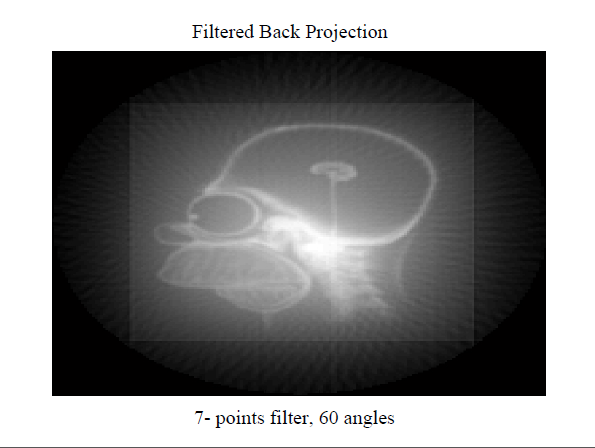 Filtered Back Projection
7- points filter, 60 angles